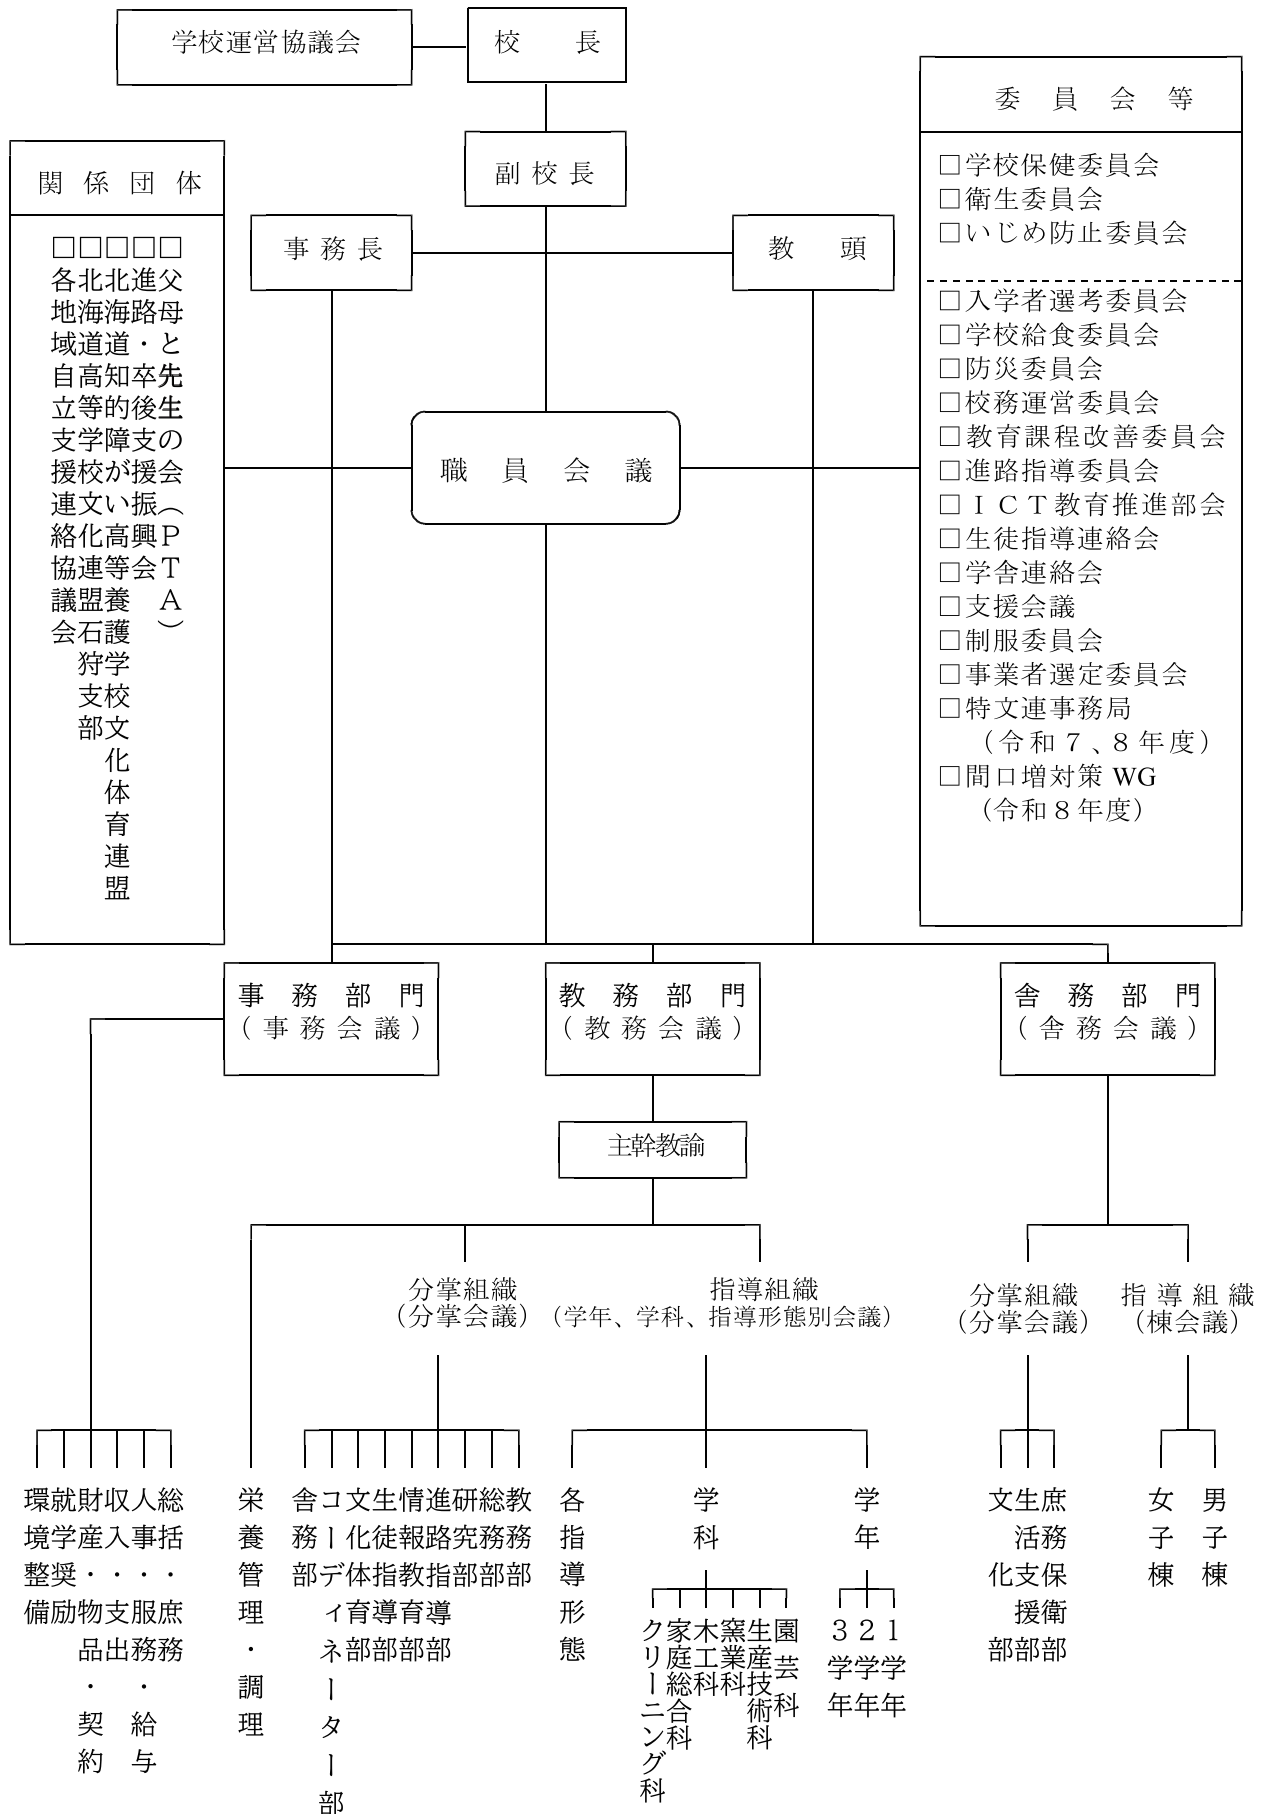 学校運営協議会
校長
副校長
事務長
教頭
職員会議
関係団体
□父母と先生の会（ＰＴＡ）
□進路・卒後支援振興会
□北海道知的障がい高等養護学校文化体育連盟
□北海道高等学校文化連盟石狩支部
□各地域自立支援連絡協議会
委員会等
□学校保健委員会
□衛生委員会
□いじめ防止委員会
□入学者選考委員会
□学校給食委員会
□防災委員会
□校務運営委員会
□教育課程改善委員会
□進路指導委員会
□ＩＣＴ教育推進部会
□生徒指導連絡会
□学舎連絡会
□支援会議
□制服委員会
□事業者選定委員会
□特文連事務局
（令和７、８年度）
□間口増対策 WG
（令和８年度）
事務部門
（事務会議）
教務部門
（教務会議）
舎務部門
（舎務会議）
主幹教諭
分掌組織
（分掌会議）
指導組織
（学年、学科、指導形態別会議）
分掌組織
（分掌会議）
指導組織
（棟会議）
総括・庶務
人事・服務・給与
収入・支出
財産・物品・契約
就学奨励
環境整備
栄養管理・調理
教務部
総務部
研究部
進路指導部
情報教育部
生徒指導部
文化体育部
コーディネーター部
舎務部
各指導形態
学科
園芸科
生産技術科
窯業科
木工科
家庭総合科
クリーニング科
学年
１学年
２学年
３学年
庶務保衛部
生活支援部
文化部
男子棟
女子棟